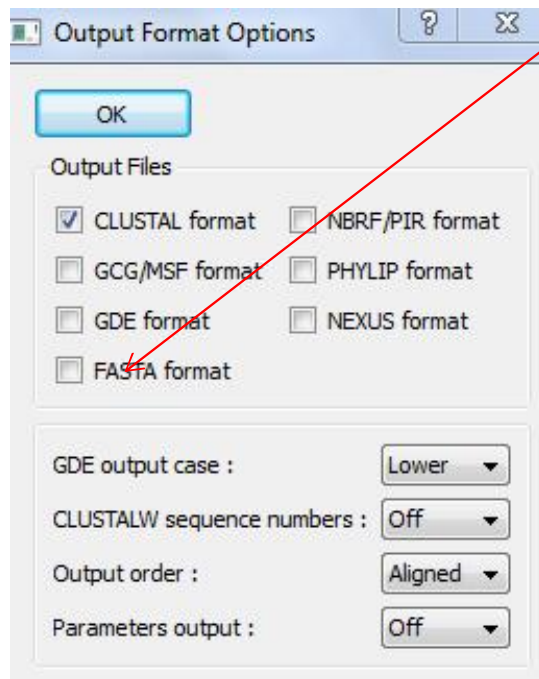 Output Format Options
OK
Output Files
CLUSTAL format NBRF/PIR format
GCG/MSF format PHYLIP format
GDE format NEXUS format
FASTA format
GDE output case : Lower
CLUSTALW sequence numbers : Off
Output order : Aligned
Parameters output : Off